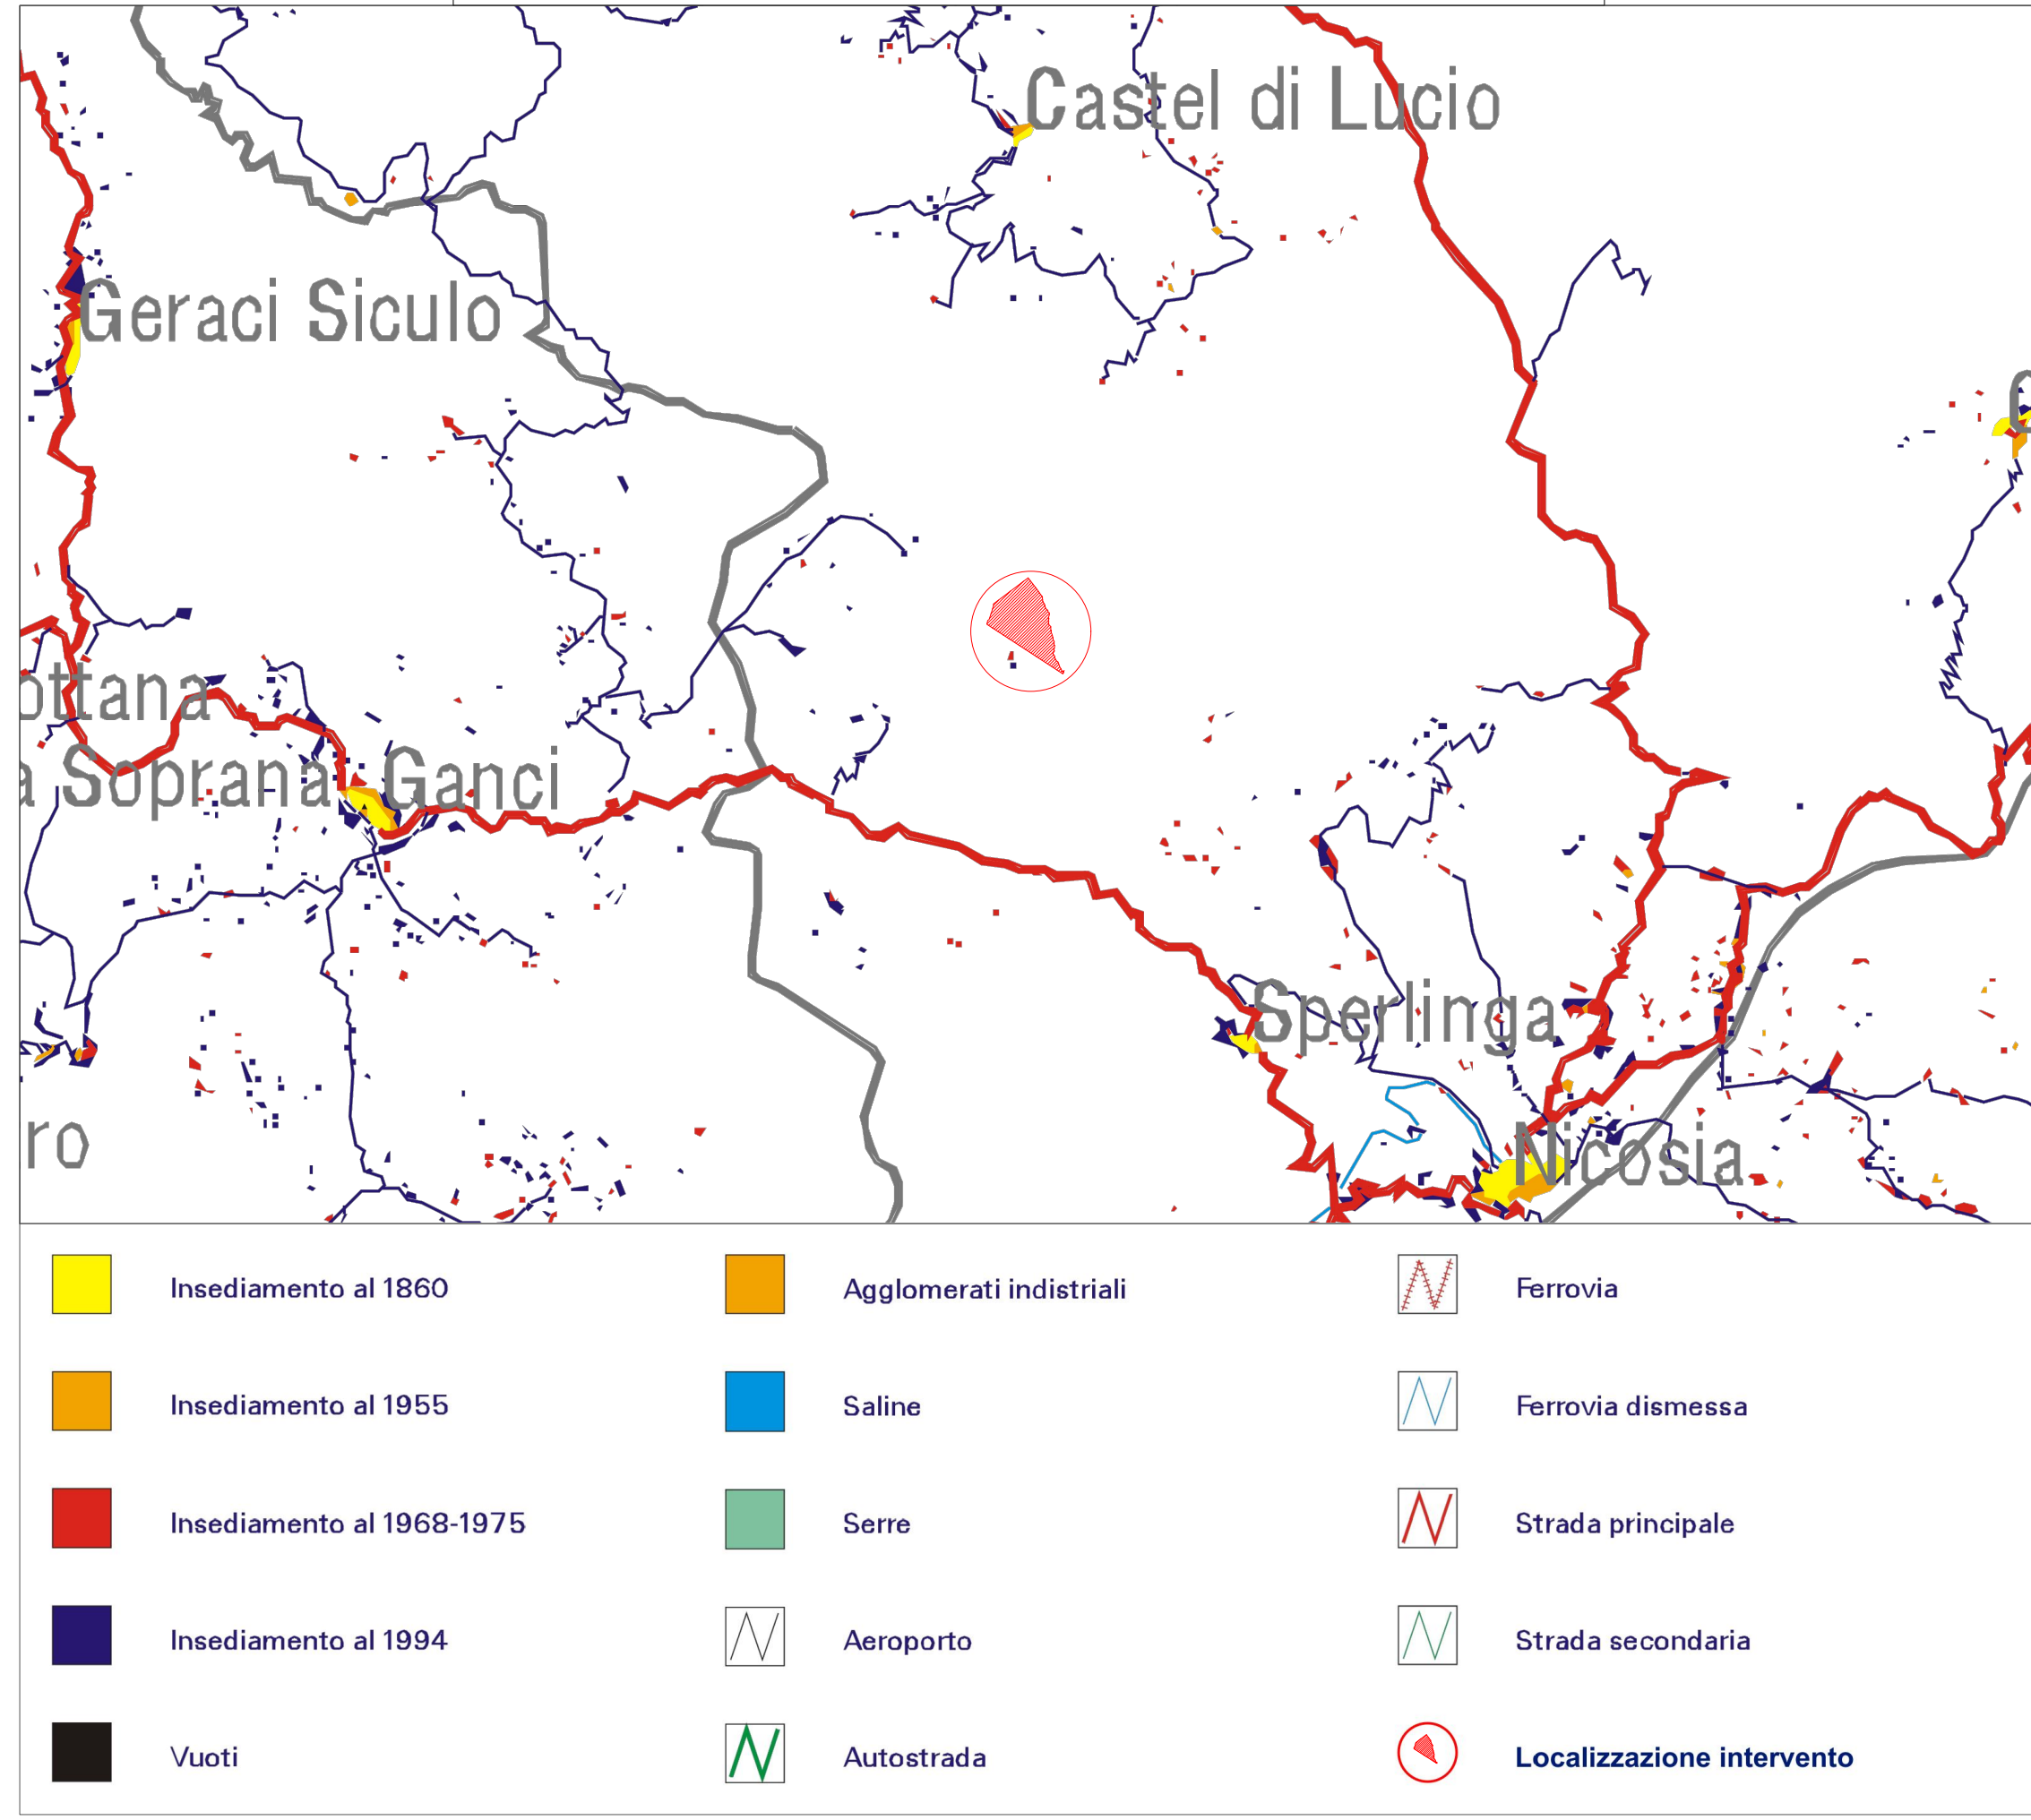 Castel di Lucio
Geraci Siculo
ottana
a Soprana
Ganci
Sperlinga
Nicosia
ro
Insediamento al 1860
Agglomerati indistriali
Ferrovia
Insediamento al 1955
Saline
Ferrovia dismessa
Insediamento al 1968-1975
Serre
Strada principale
Insediamento al 1994
Aeroporto
Strada secondaria
Vuoti
Autostrada
Localizzazione intervento